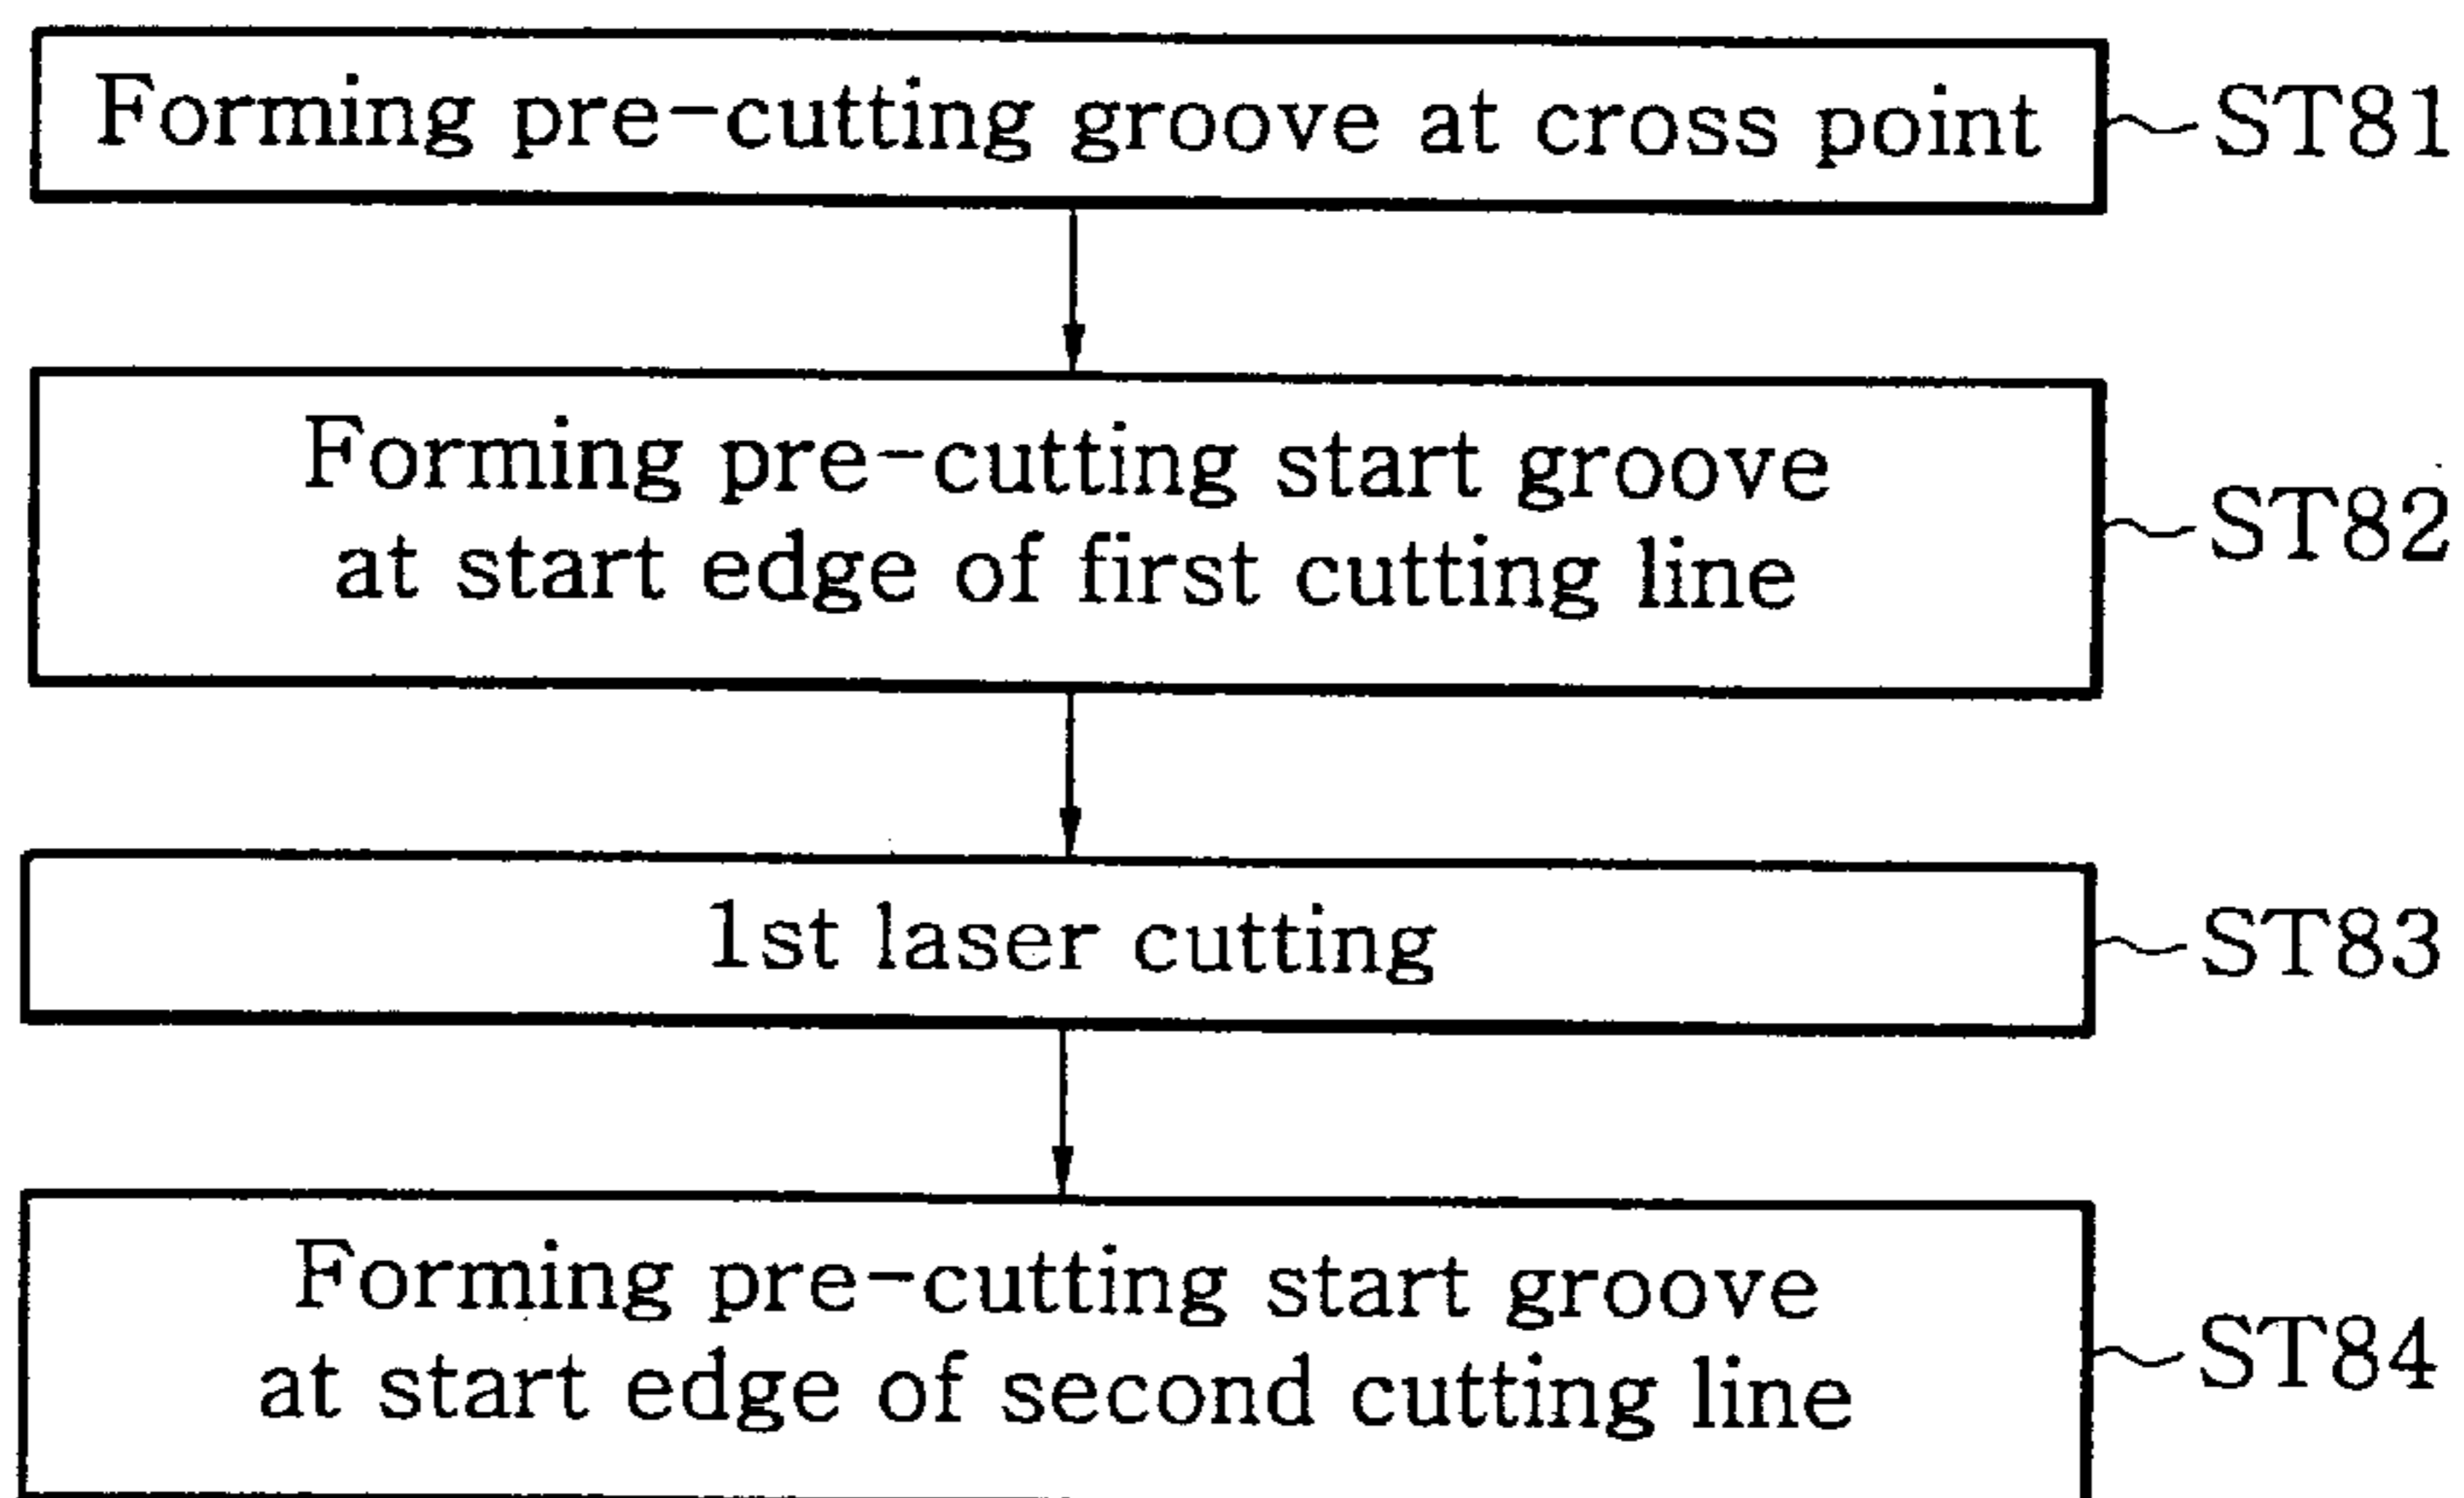 Forming pre-cutting groove at cross point ST81
Forming pre-cutting start groove
at start edge of first cutting line
ST82
1st laser cutting ST83
Forming pre-cutting start groove
at start edge of second cutting line
ST84